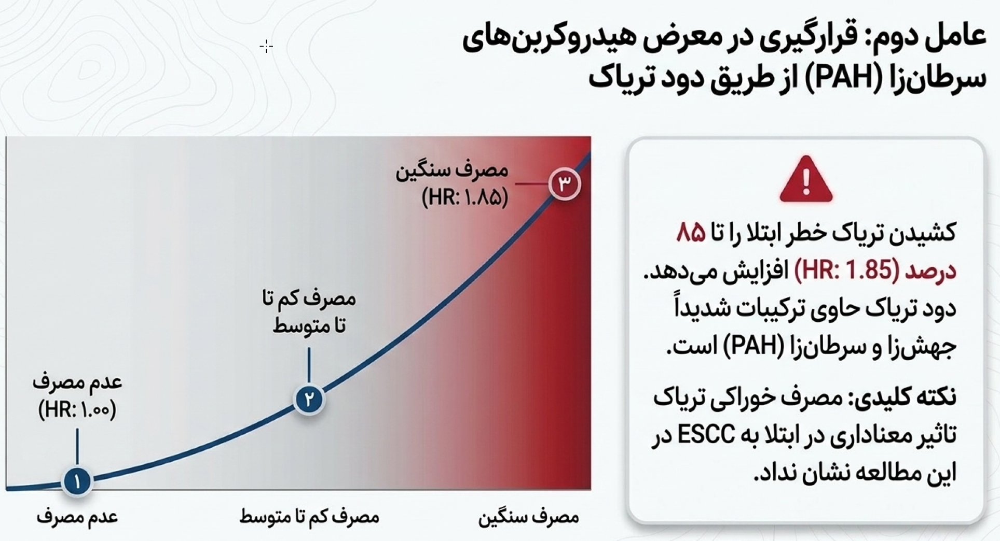 عامل دوم: قرارگیری در معرض هیدروکربن‌های
سرطان‌زا (PAH) از طریق دود تریاک
کشیدن تریاک خطر ابتلا را تا ۸۵
درصد (HR: 1.85) افزایش می‌دهد.
دود تریاک حاوی ترکیبات شدیداً
جهش‌زا و سرطان‌زا (PAH) است.
نکته کلیدی: مصرف خوراکی تریاک
تاثیر معناداری در ابتلا به ESCC در
این مطالعه نشان نداد.
مصرف سنگین
(HR: ۱.۸۵)
۳
مصرف کم تا
تا متوسط
۲
عدم مصرف
(HR: ۱.۰۰)
۱
مصرف سنگین
مصرف کم تا متوسط
عدم مصرف